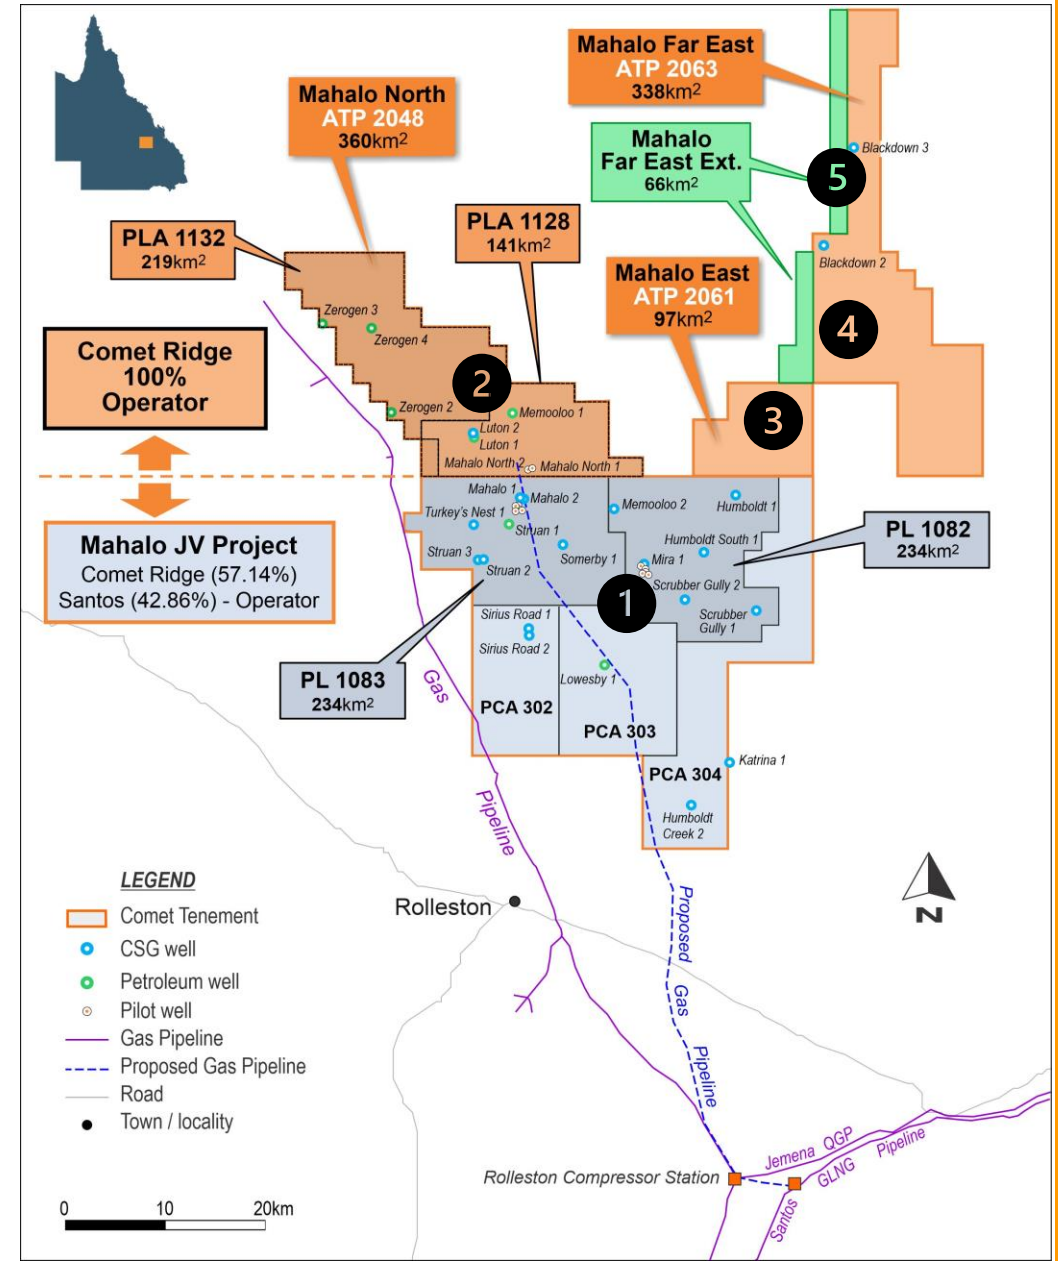 Mahalo Far East
ATP 2063
338km2
Mahalo North
ATP 2048
360km2
Mahalo
Far East Ext.
66km2
Blackdown 3
5
PLA 1132
219km2
PLA 1128
141km2
Blackdown 2
Mahalo East
ATP 2061
97km2
4
Zerogen 3
Zerogen 4
Comet Ridge
100%
Operator
2
Zerogen 2
Memooloo 1
3
Luton 2
Luton 1
Mahalo North 2
Mahalo North 1
Mahalo 1
Mahalo 2
Memooloo 2
Humboldt 1
Turkey's Nest 1
Struan 1
PL 1082
234km2
Mahalo JV Project
Comet Ridge (57.14%)
Santos (42.86%) - Operator
Humboldt South 1
Struan 3
Struan 2
Somerby 1
Mira 1
Scrubber Gully 2
1
Scrubber
Gully 1
Sirius Road 1
Sirius Road 2
PL 1083
234km2
Gas
Lowesby 1
PCA 302
PCA 303
PCA 304
Katrina 1
Humboldt
Creek 2
Pipeline
LEGEND
Comet Tenement
CSG well
Petroleum well
Pilot well
Gas Pipeline
Proposed Gas Pipeline
Road
Town / locality
Rolleston
N
Proposed
Gas
Pipeline
Jemena QGP
Santos GLNG Pipeline
Rolleston Compressor Station
0 10 20km